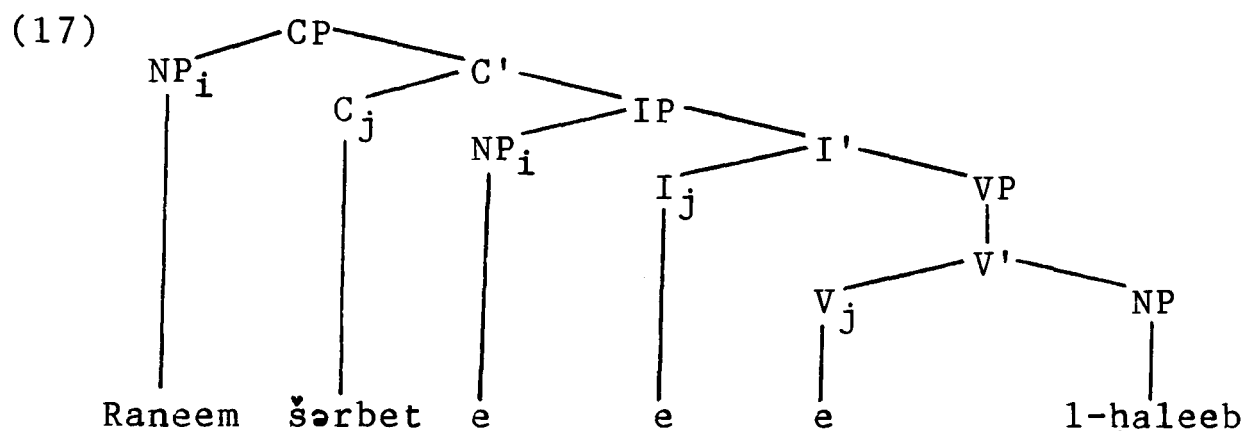 (17)
CP
NPi C'
Cj IP
NPi I'
Ij VP
V'
Vj NP
Raneem šərbet e e e l-haleeb